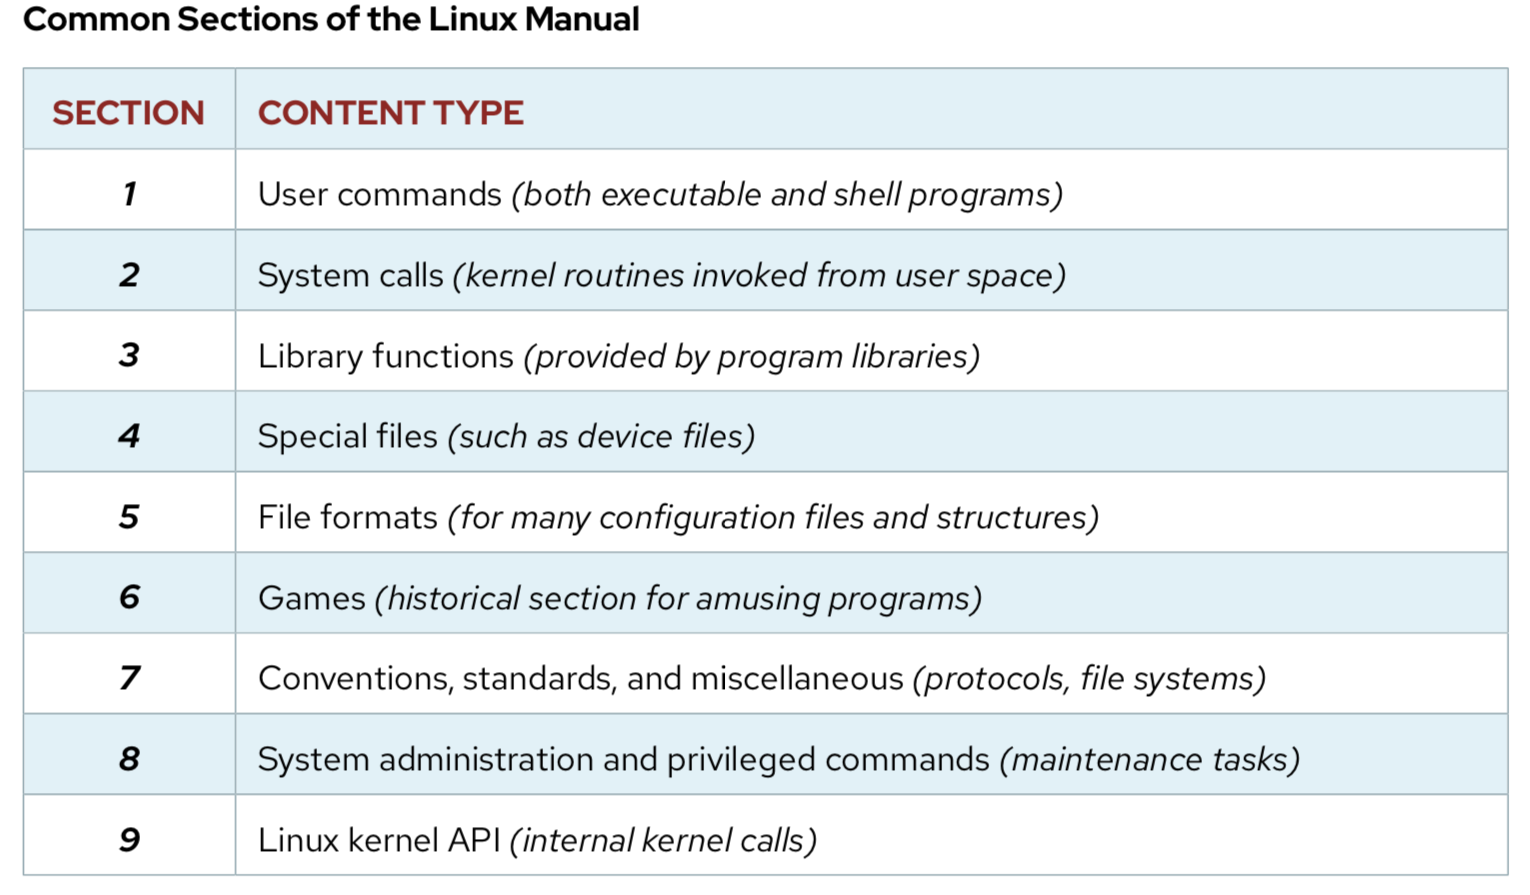 Common Sections of the Linux Manual
SECTION CONTENT TYPE
1 User commands (both executable and shell programs)
2 System calls (kernel routines invoked from user space)
3 Library functions (provided by program libraries)
4 Special files (such as device files)
5 File formats (for many configuration files and structures)
6 Games (historical section for amusing programs)
7 Conventions, standards, and miscellaneous (protocols, file systems)
8 System administration and privileged commands (maintenance tasks)
9 Linux kernel API (internal kernel calls)